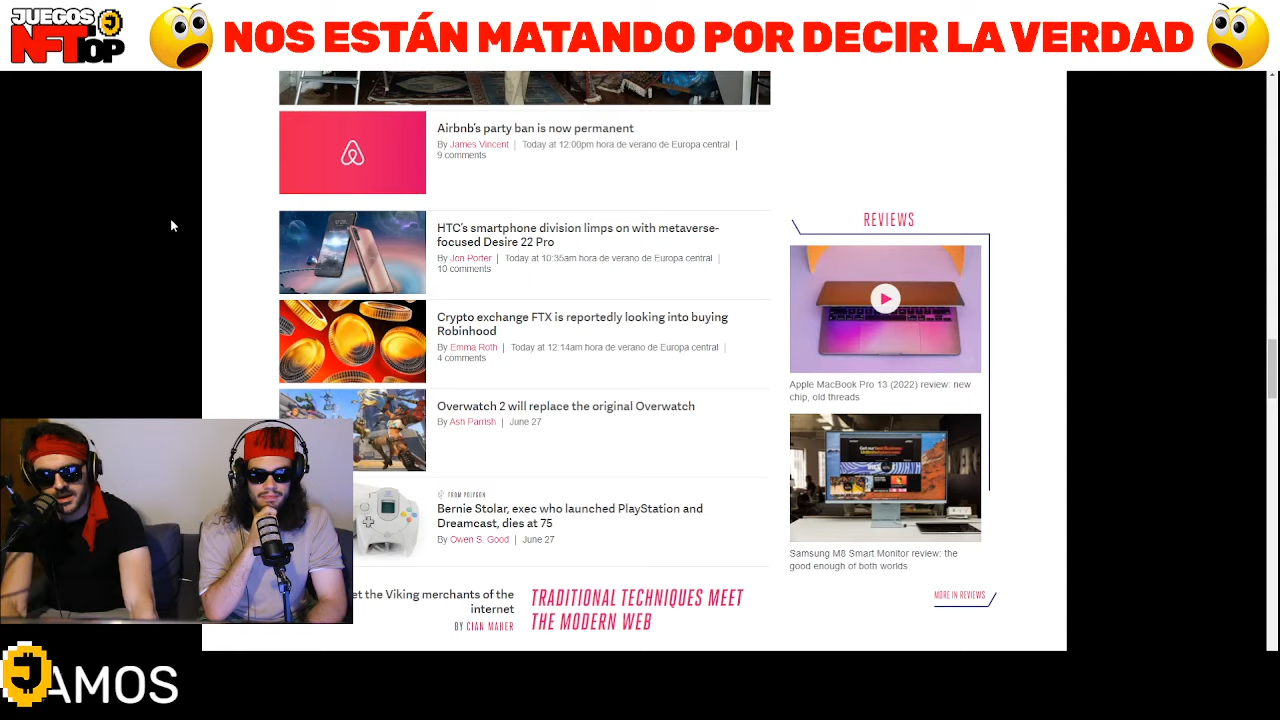 JUEGOS
NFT TOP
NOS ESTÁN MATANDO POR DECIR LA VERDAD
Airbnb's party ban is now permanent
By James Vincent | Today at 12:00pm hora de verano de Europa central |
9 comments
HTC's smartphone division limps on with metaverse-
focused Desire 22 Pro
By Jon Porter | Today at 10:35am hora de verano de Europa central |
10 comments
Crypto exchange FTX is reportedly looking into buying
Robinhood
By Emma Roth | Today at 12:14am hora de verano de Europa central |
4 comments
Overwatch 2 will replace the original Overwatch
By Ash Parrish | June 27
FROM POLYGON
Bernie Stolar, exec who launched PlayStation and
Dreamcast, dies at 75
By Owen S. Good | June 27
et the Viking merchants of the
internet
BY CIAN MAHER
TRADITIONAL TECHNIQUES MEET
THE MODERN WEB
REVIEWS
Apple MacBook Pro 13 (2022) review: new
chip, old threads
Samsung M8 Smart Monitor review: the
good enough of both worlds
MORE IN REVIEWS
AMOS